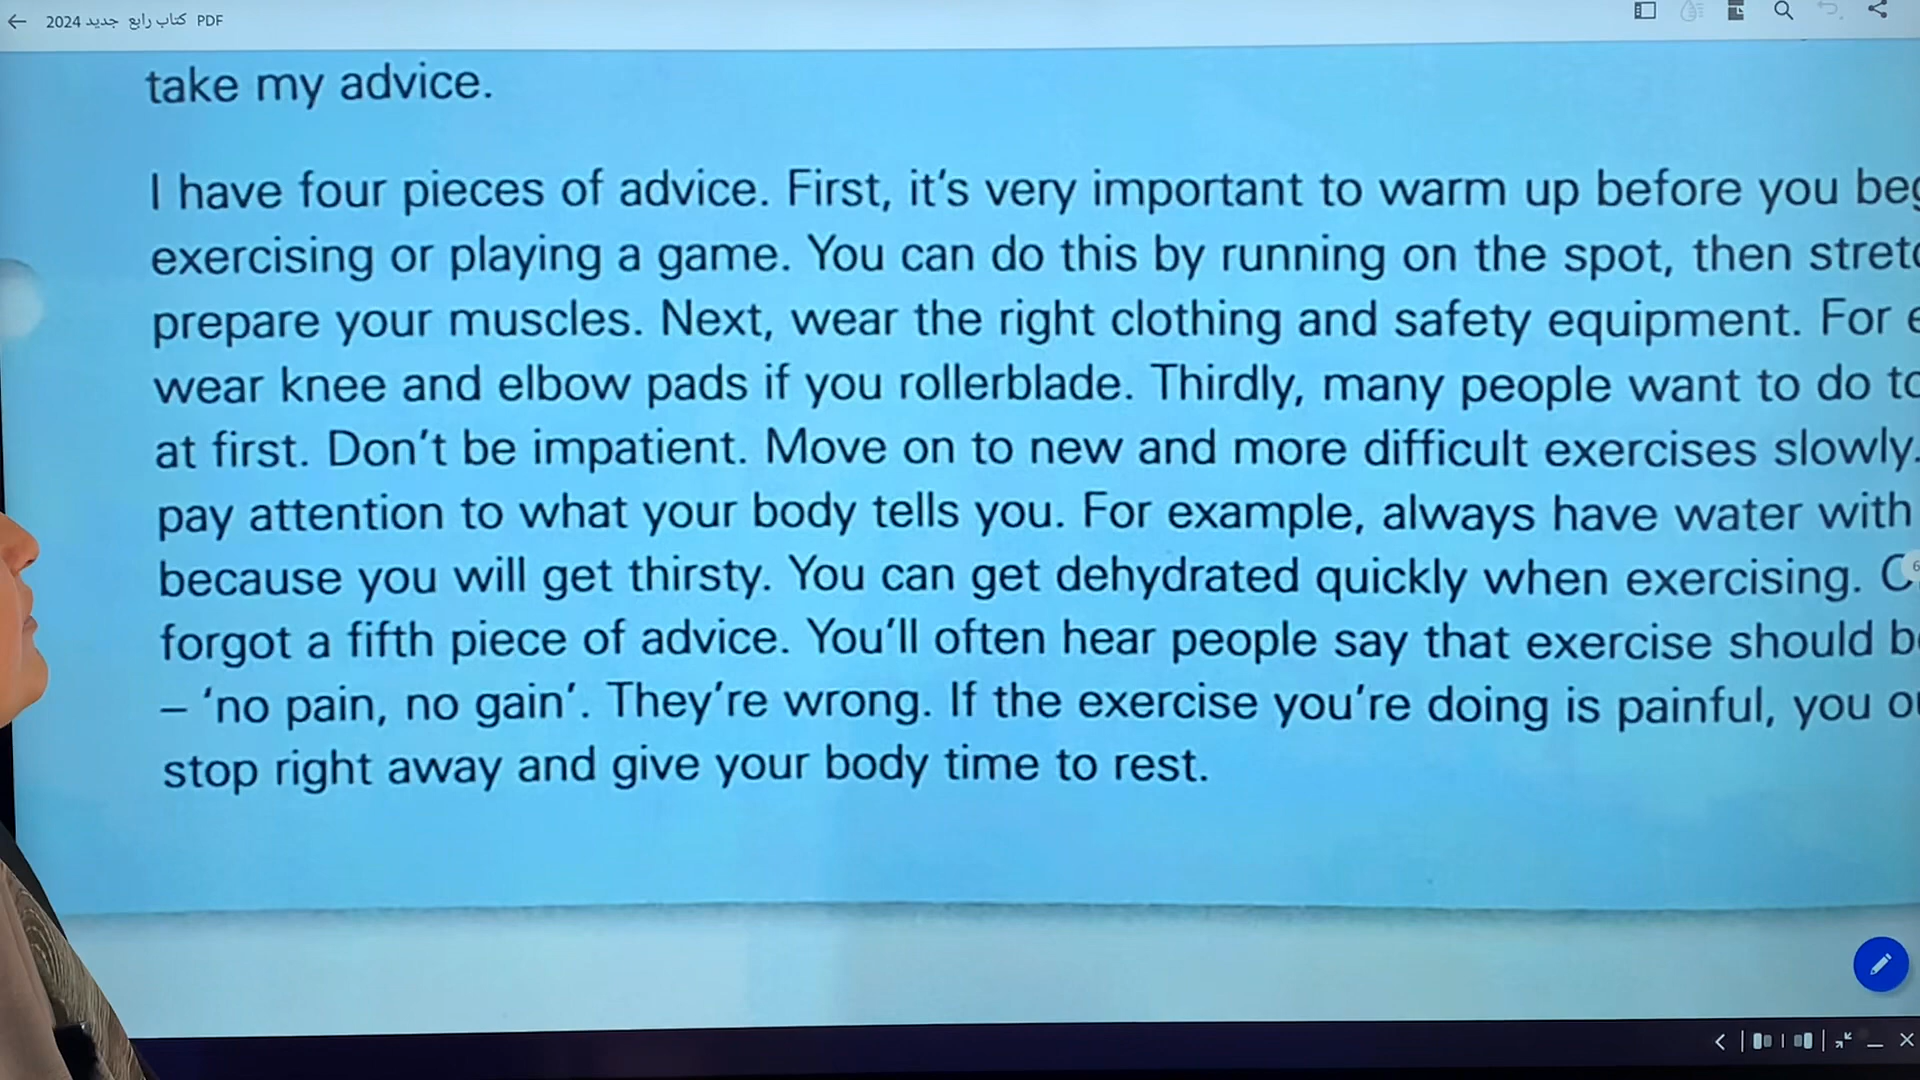 كتاب رابع جديد 2024 PDF
take my advice.
I have four pieces of advice. First, it's very important to warm up before you
exercising or playing a game. You can do this by running on the spot, then
prepare your muscles. Next, wear the right clothing and safety equipment. For
wear knee and elbow pads if you rollerblade. Thirdly, many people want to do
at first. Don't be impatient. Move on to new and more difficult exercises slowly.
pay attention to what your body tells you. For example, always have water with
because you will get thirsty. You can get dehydrated quickly when exercising.
forgot a fifth piece of advice. You'll often hear people say that exercise should
– 'no pain, no gain'. They're wrong. If the exercise you're doing is painful, you
stop right away and give your body time to rest.